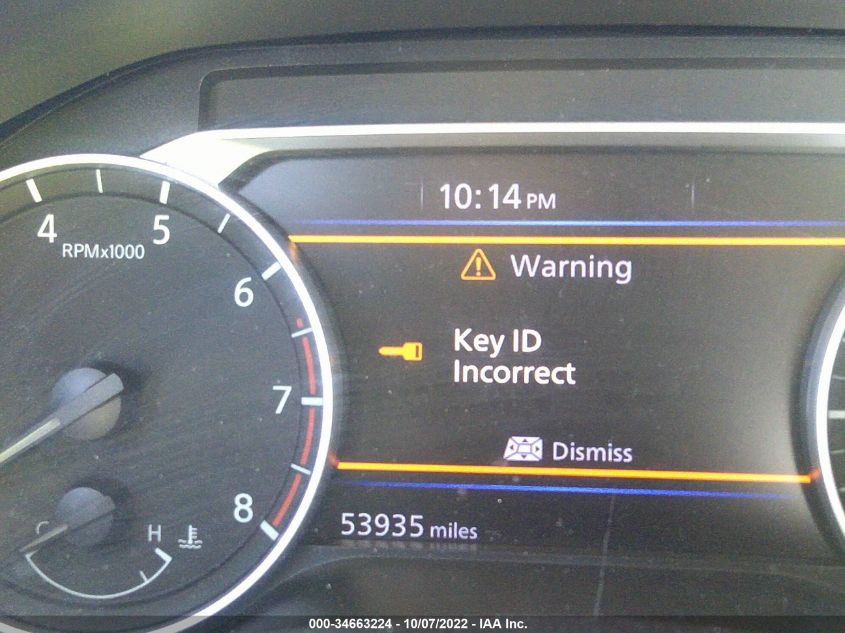 10:14 PM
4
5
RPMx1000
6
7
8
Warning
Key ID
Incorrect
Dismiss
53935 miles
C
H
000-34663224 - 10/07/2022 - IAA Inc.